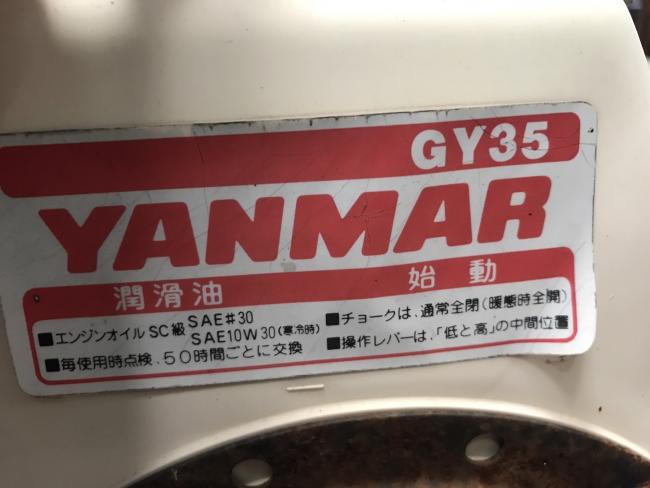 GY35
YANMAR
潤滑油
■エンジンオイルSC級 SAE#30
SAE10W30(寒冷時)
■毎使用時点検、50時間ごとに交換
始動
■チョークは、通常全閉(暖態時全開)
■操作レバーは、「低と高」の中間位置